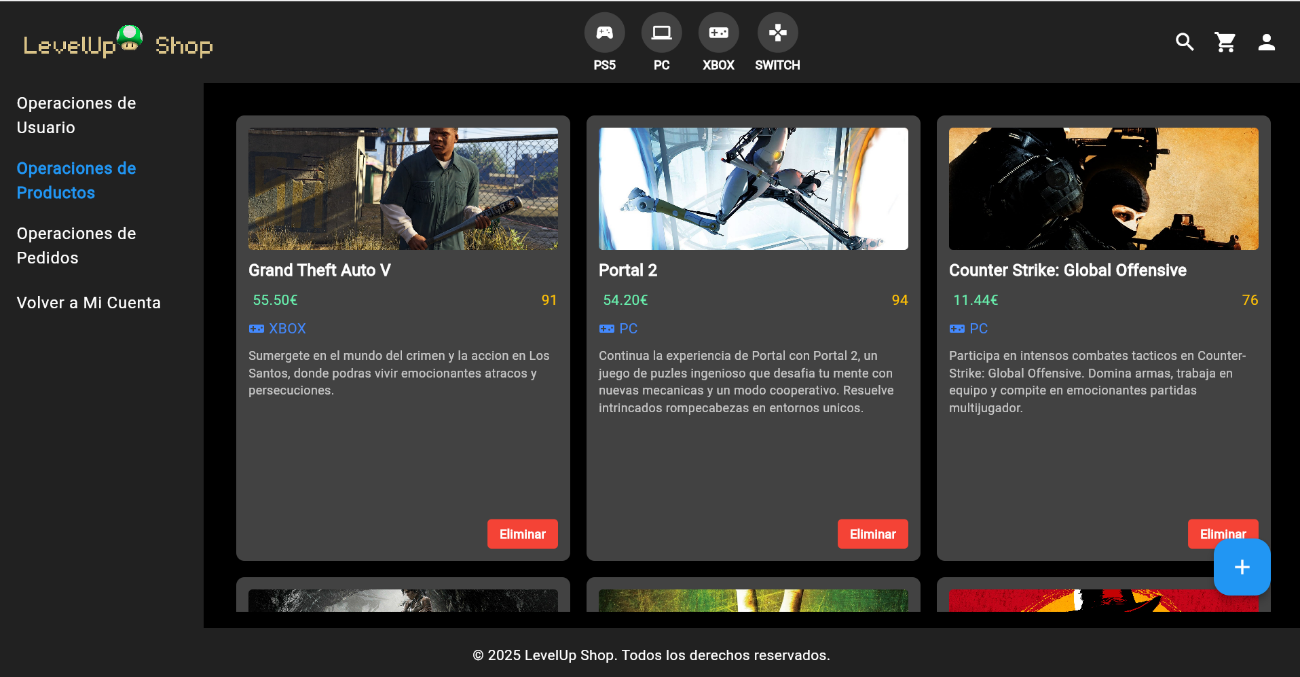 LevelUp Shop
PS5
PC
XBOX
SWITCH
Operaciones de
Usuario
Operaciones de
Productos
Operaciones de
Pedidos
Volver a Mi Cuenta
Grand Theft Auto V
55.50€ 91
XBOX
Sumergete en el mundo del crimen y la accion en Los
Santos, donde podras vivir emocionantes atracos y
persecuciones.
Eliminar
Portal 2
54.20€ 94
PC
Continua la experiencia de Portal con Portal 2, un
juego de puzles ingenioso que desafia tu mente con
nuevas mecanicas y un modo cooperativo. Resuelve
intrincados rompecabezas en entornos unicos.
Eliminar
Counter Strike: Global Offensive
11.44€ 76
PC
Participa en intensos combates tacticos en Counter-
Strike: Global Offensive. Domina armas, trabaja en
equipo y compite en emocionantes partidas
multijugador.
Eliminar
+
© 2025 LevelUp Shop. Todos los derechos reservados.